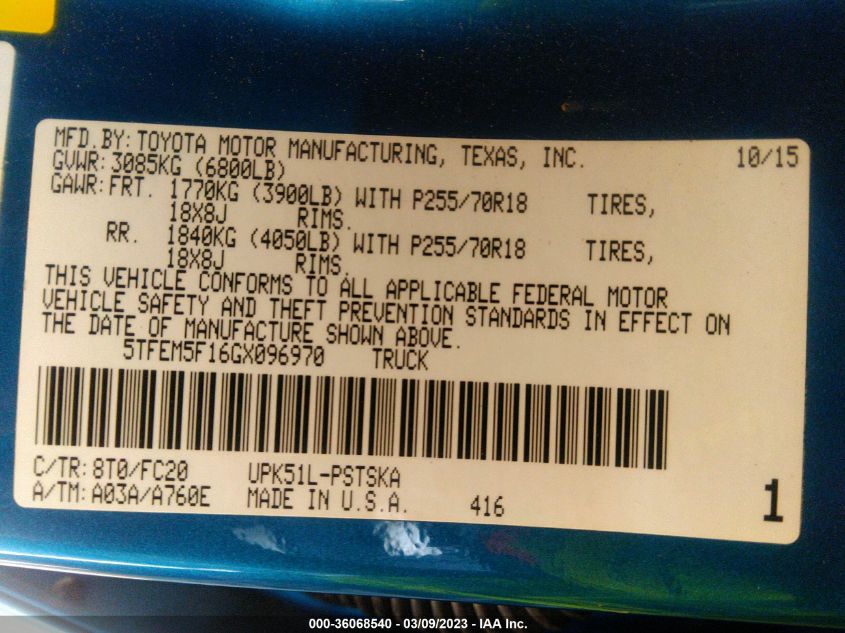 MFD.BY:TOYOTA MOTOR MANUFACTURING, TEXAS, INC. 10/15
GVWR:3085KG (6800LB)
GAWR:FRT. 1770KG (3900LB) WITH P255/70R18 TIRES,
18X8J RIMS.
RR. 1840KG (4050LB) WITH P255/70R18 TIRES,
18X8J RIMS.
THIS VEHICLE CONFORMS TO ALL APPLICABLE FEDERAL MOTOR
VEHICLE SAFETY AND THEFT PREVENTION STANDARDS IN EFFECT ON
THE DATE OF MANUFACTURE SHOWN ABOVE.
5TFEM5F16GX096970 TRUCK
C/TR:8T0/FC20 UPK51L-PSTSKA
A/TM:A03A/A760E MADE IN U.S.A. 416 1
000-36068540 - 03/09/2023 - IAA Inc.